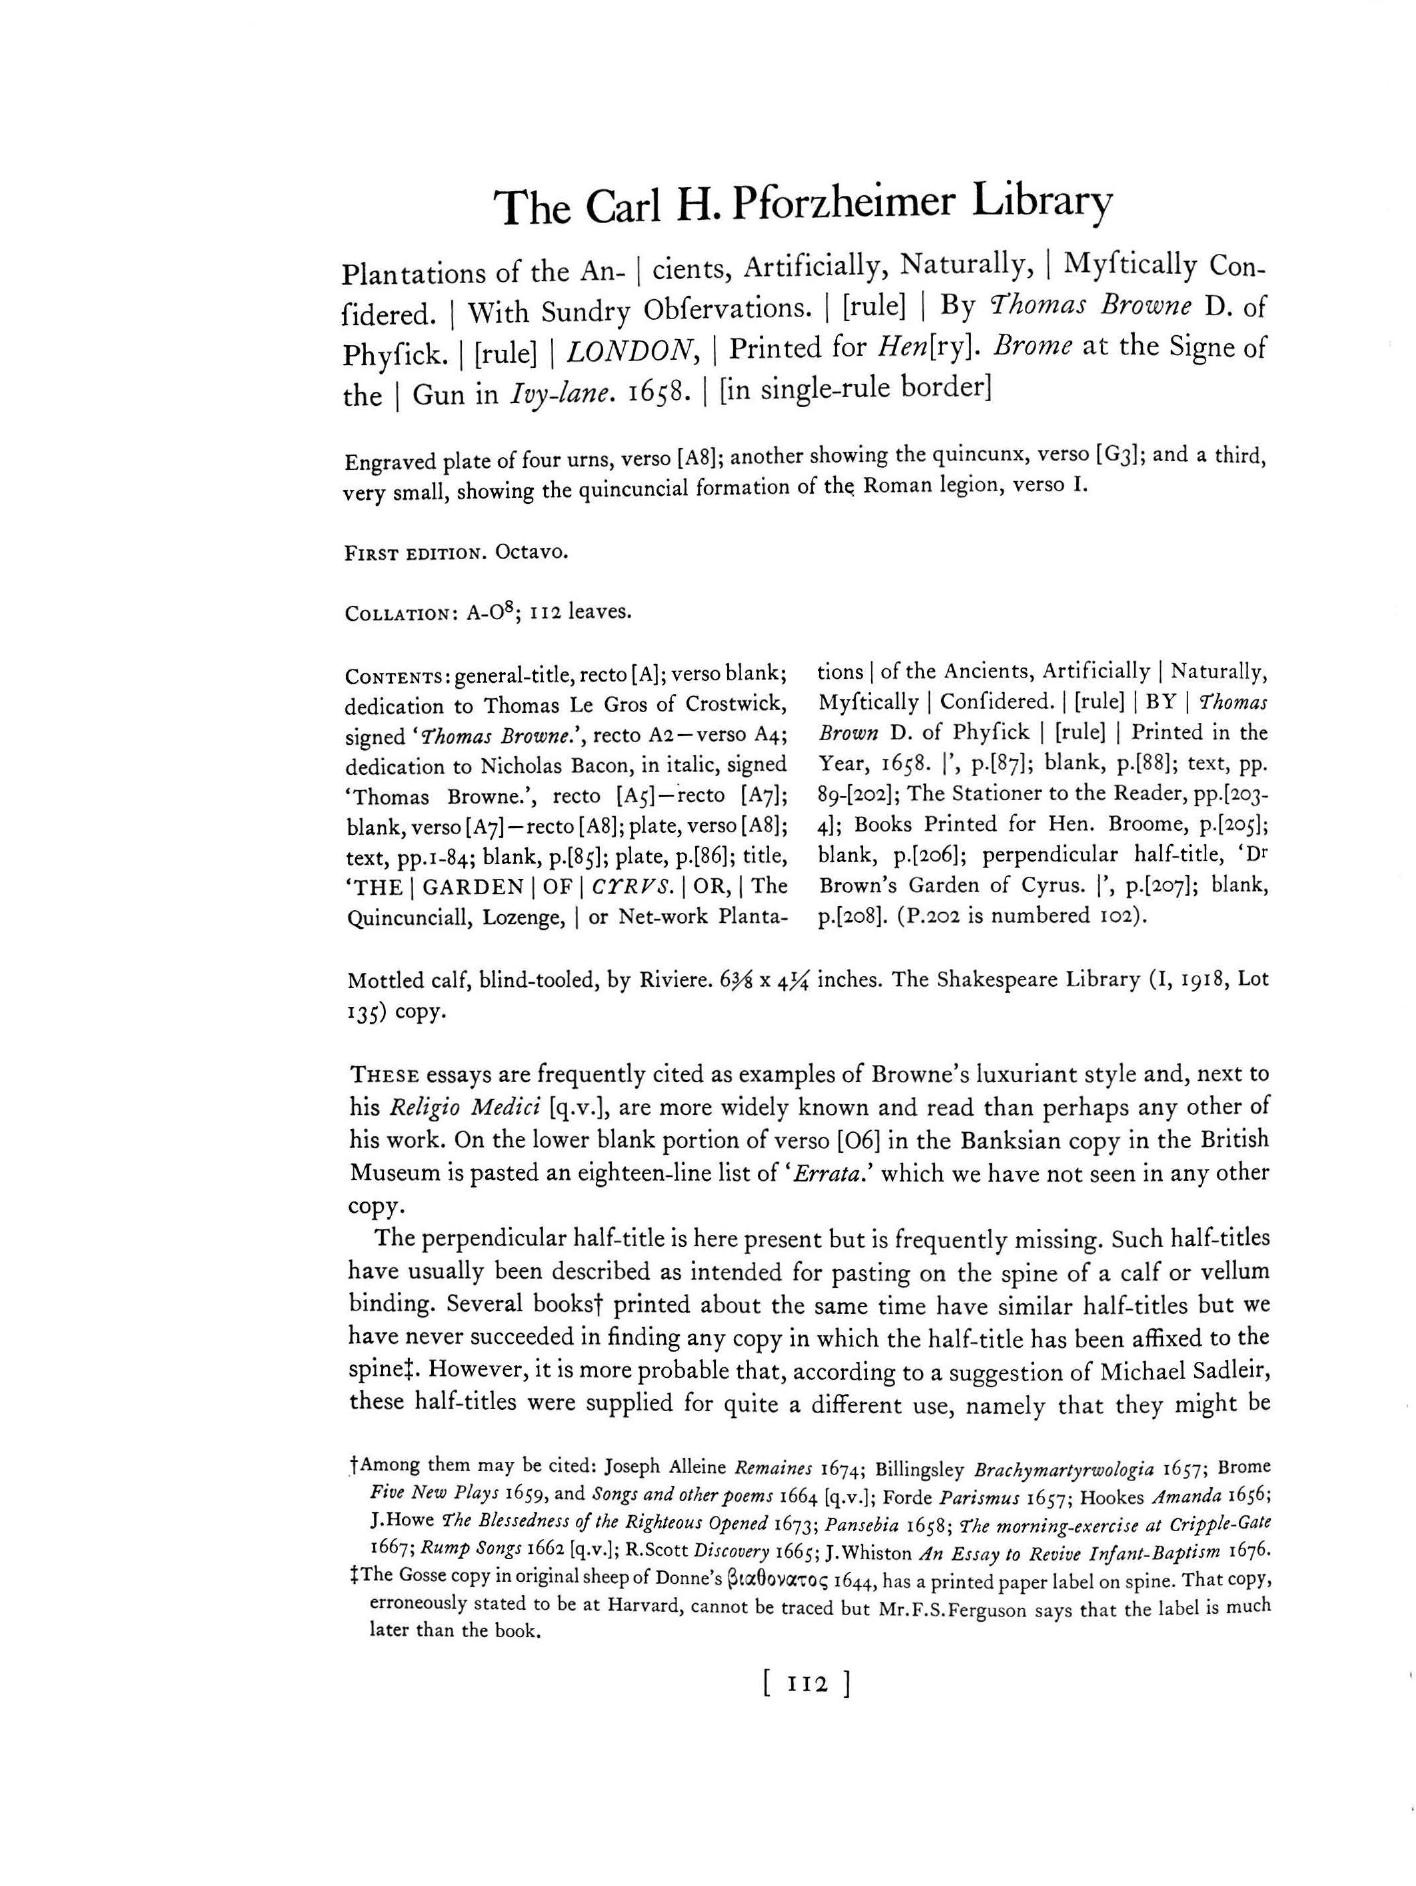 The Carl H. Pforzheimer Library
Plantations of the An- | cients, Artificially, Naturally, | Myſtically Con-
ſidered. | With Sundry Obſervations. | [rule] | By Thomas Browne D. of
Phyſick. | [rule] | LONDON, | Printed for Hen[ry]. Brome at the Signe of
the | Gun in Ivy-lane. 1658. | [in single-rule border]
Engraved plate of four urns, verso [A8]; another showing the quincunx, verso [G3]; and a third,
very small, showing the quincuncial formation of the Roman legion, verso I.
FIRST EDITION. Octavo.
COLLATION: A-O⁸; 112 leaves.
CONTENTS: general-title, recto [A]; verso blank;
dedication to Thomas Le Gros of Crostwick,
signed ‘Thomas Browne.’, recto A2—verso A4;
dedication to Nicholas Bacon, in italic, signed
‘Thomas Browne.’, recto [A5]—recto [A7];
blank, verso [A7]—recto [A8]; plate, verso [A8];
text, pp.1-84; blank, p.[85]; plate, p.[86]; title,
‘THE | GARDEN | OF | CYRVS. | OR, | The
Quincunciall, Lozenge, | or Net-work Planta-
tions | of the Ancients, Artificially | Naturally,
Myſtically | Conſidered. | [rule] | BY | Thomas
Brown D. of Phyſick | [rule] | Printed in the
Year, 1658. |’, p.[87]; blank, p.[88]; text, pp.
89-[202]; The Stationer to the Reader, pp.[203-
4]; Books Printed for Hen. Broome, p.[205];
blank, p.[206]; perpendicular half-title, ‘Dʳ
Brown’s Garden of Cyrus. |’, p.[207]; blank,
p.[208]. (P.202 is numbered 102).
Mottled calf, blind-tooled, by Riviere. 6⅜ x 4¼ inches. The Shakespeare Library (I, 1918, Lot
135) copy.
THESE essays are frequently cited as examples of Browne’s luxuriant style and, next to
his Religio Medici [q.v.], are more widely known and read than perhaps any other of
his work. On the lower blank portion of verso [O6] in the Banksian copy in the British
Museum is pasted an eighteen-line list of ‘Errata.’ which we have not seen in any other
copy.
The perpendicular half-title is here present but is frequently missing. Such half-titles
have usually been described as intended for pasting on the spine of a calf or vellum
binding. Several books† printed about the same time have similar half-titles but we
have never succeeded in finding any copy in which the half-title has been affixed to the
spine‡. However, it is more probable that, according to a suggestion of Michael Sadleir,
these half-titles were supplied for quite a different use, namely that they might be
†Among them may be cited: Joseph Alleine Remaines 1674; Billingsley Brachymartyrwologia 1657; Brome
Five New Plays 1659, and Songs and other poems 1664 [q.v.]; Forde Parismus 1657; Hookes Amanda 1656;
J.Howe The Blessedness of the Righteous Opened 1673; Pansebia 1658; The morning-exercise at Cripple-Gate
1667; Rump Songs 1662 [q.v.]; R.Scott Discovery 1665; J.Whiston An Essay to Revive Infant-Baptism 1676.
‡The Gosse copy in original sheep of Donne’s βιαθονατος 1644, has a printed paper label on spine. That copy,
erroneously stated to be at Harvard, cannot be traced but Mr.F.S.Ferguson says that the label is much
later than the book.
[ 112 ]